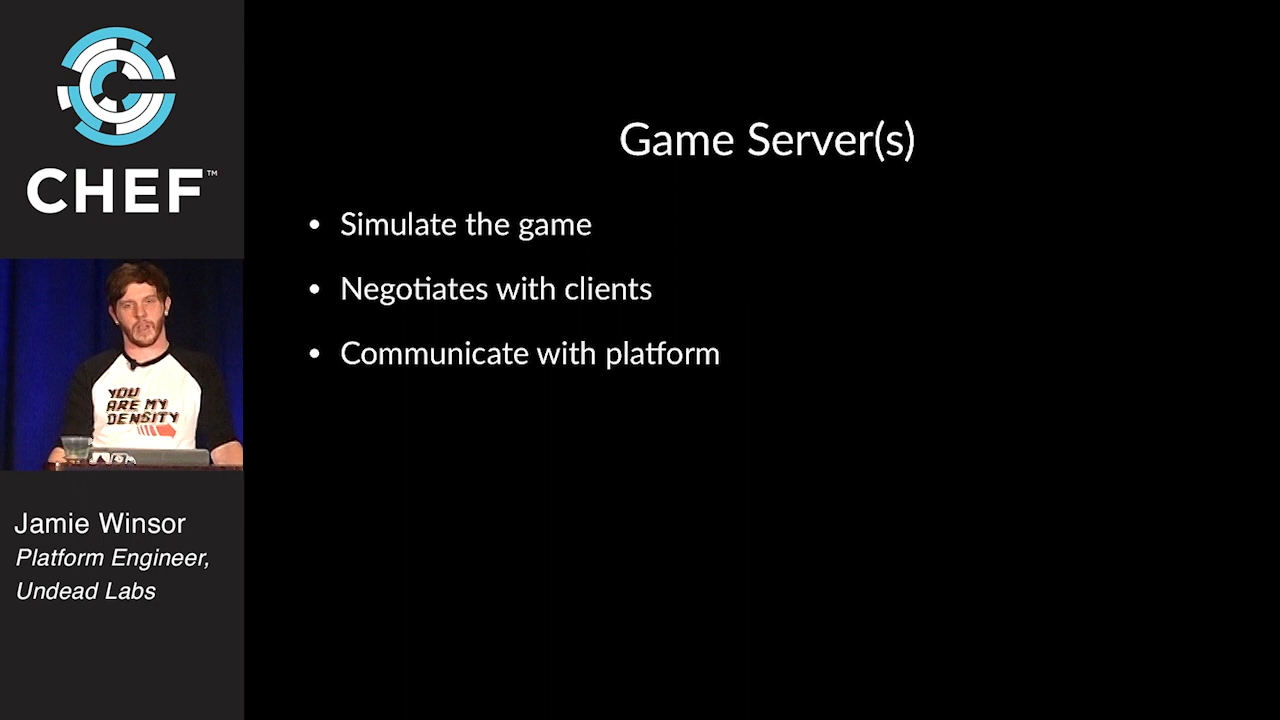 CHEF™
YOU
ARE MY
DENSITY
Jamie Winsor
Platform Engineer,
Undead Labs
Game Server(s)
• Simulate the game
• Negotiates with clients
• Communicate with platform